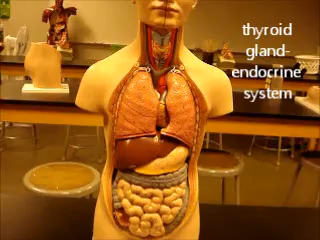 thyroid
gland-
endocrine
system